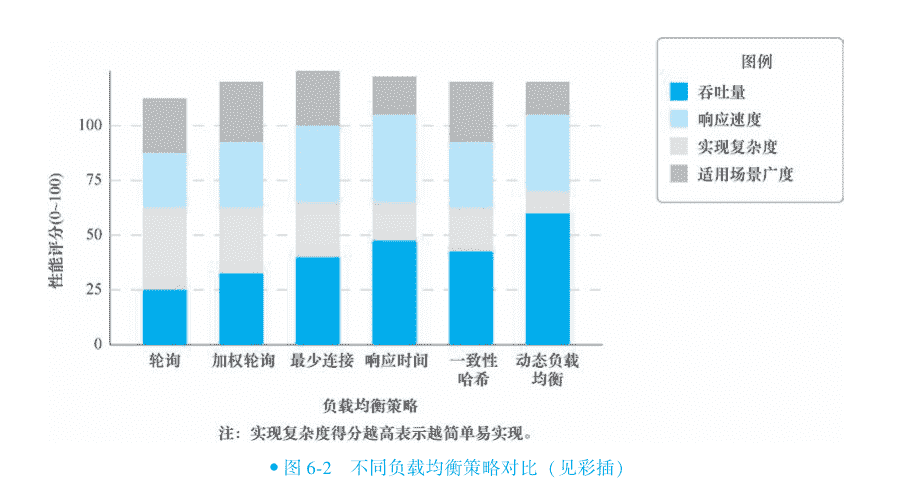 图例
吞吐量
响应速度
实现复杂度
适用场景广度
性能评分(0~100)
100
75
50
25
0
轮询 加权轮询 最少连接 响应时间 一致性哈希 动态负载均衡
负载均衡策略
注：实现复杂度得分越高表示越简单易实现。
●图 6-2 不同负载均衡策略对比（见彩插）